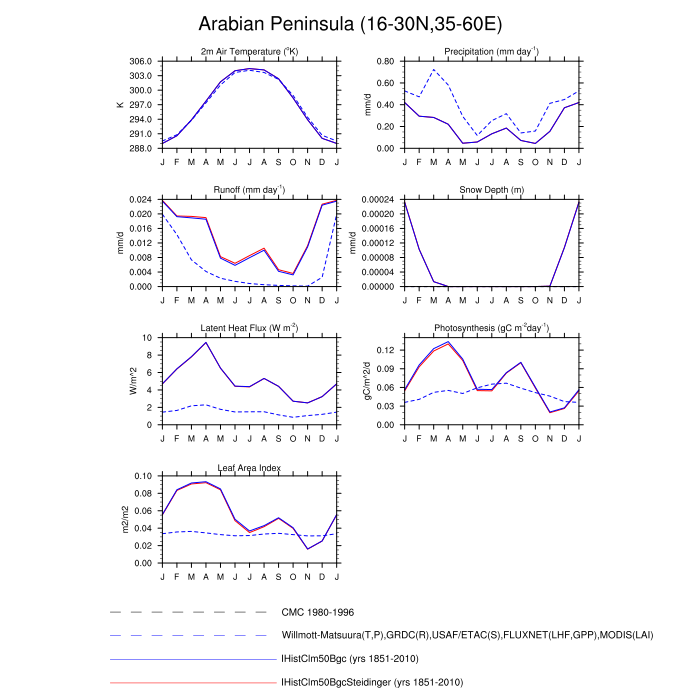 Arabian Peninsula (16-30N,35-60E)
2m Air Temperature (°K)
306.0
303.0
300.0
297.0
294.0
291.0
288.0
K
J F M A M J J A S O N D J
Precipitation (mm day-1)
0.80
0.60
0.40
0.20
0.00
mm/d
J F M A M J J A S O N D J
Runoff (mm day-1)
0.024
0.020
0.016
0.012
0.008
0.004
0.000
mm/d
J F M A M J J A S O N D J
Snow Depth (m)
0.00024
0.00020
0.00016
0.00012
0.00008
0.00004
0.00000
mm/d
J F M A M J J A S O N D J
Latent Heat Flux (W m-2)
10
8
6
4
2
0
W/m^2
J F M A M J J A S O N D J
Photosynthesis (gC m-2day-1)
0.12
0.09
0.06
0.03
0.00
gC/m^2/d
J F M A M J J A S O N D J
Leaf Area Index
0.10
0.08
0.06
0.04
0.02
0.00
m2/m2
J F M A M J J A S O N D J
CMC 1980-1996
Willmott-Matsuura(T,P),GRDC(R),USAF/ETAC(S),FLUXNET(LHF,GPP),MODIS(LAI)
IHistClm50Bgc (yrs 1851-2010)
IHistClm50BgcSteidinger (yrs 1851-2010)